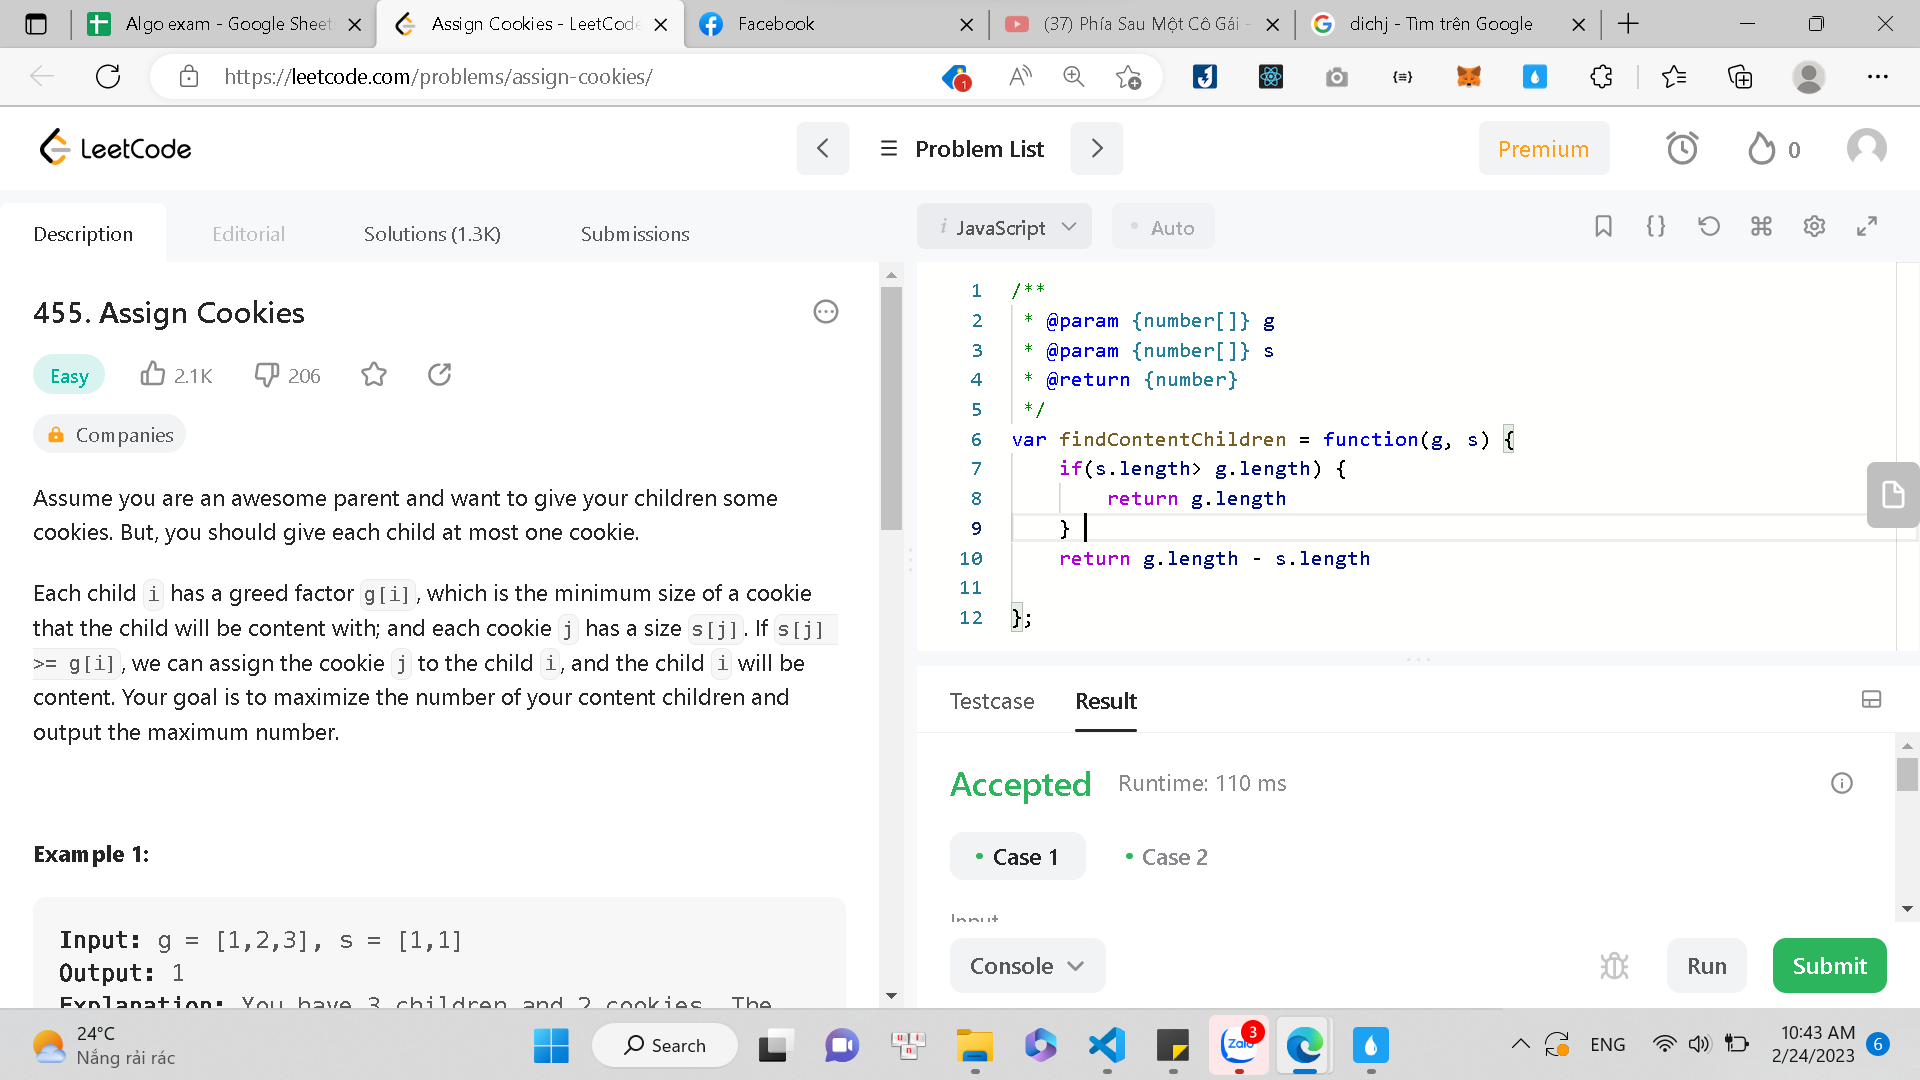 Algo exam - Google Sheet
Assign Cookies - LeetCode
Facebook
(37) Phía Sau Một Cô Gái -
dichj - Tìm trên Google
https://leetcode.com/problems/assign-cookies/
1
LeetCode
Problem List
Premium
0
Description
Editorial
Solutions (1.3K)
Submissions
i JavaScript
Auto
455. Assign Cookies
Easy
2.1K
206
Companies
Assume you are an awesome parent and want to give your children some
cookies. But, you should give each child at most one cookie.
Each child i has a greed factor g[i], which is the minimum size of a cookie
that the child will be content with; and each cookie j has a size s[j]. If s[j]
>= g[i], we can assign the cookie j to the child i, and the child i will be
content. Your goal is to maximize the number of your content children and
output the maximum number.
Example 1:
Input: g = [1,2,3], s = [1,1]
Output: 1
Explanation: You have 3 children and 2 cookies. The
1 /**
2 * @param {number[]} g
3 * @param {number[]} s
4 * @return {number}
5 */
6 var findContentChildren = function(g, s) {
7 if(s.length> g.length) {
8 return g.length
9 }
10 return g.length - s.length
11
12 };
Testcase
Result
Accepted
Runtime: 110 ms
Case 1
Case 2
Input
Console
Run
Submit
24°C
Nắng rải rác
Search
Zalo
3
ENG
10:43 AM
2/24/2023
6